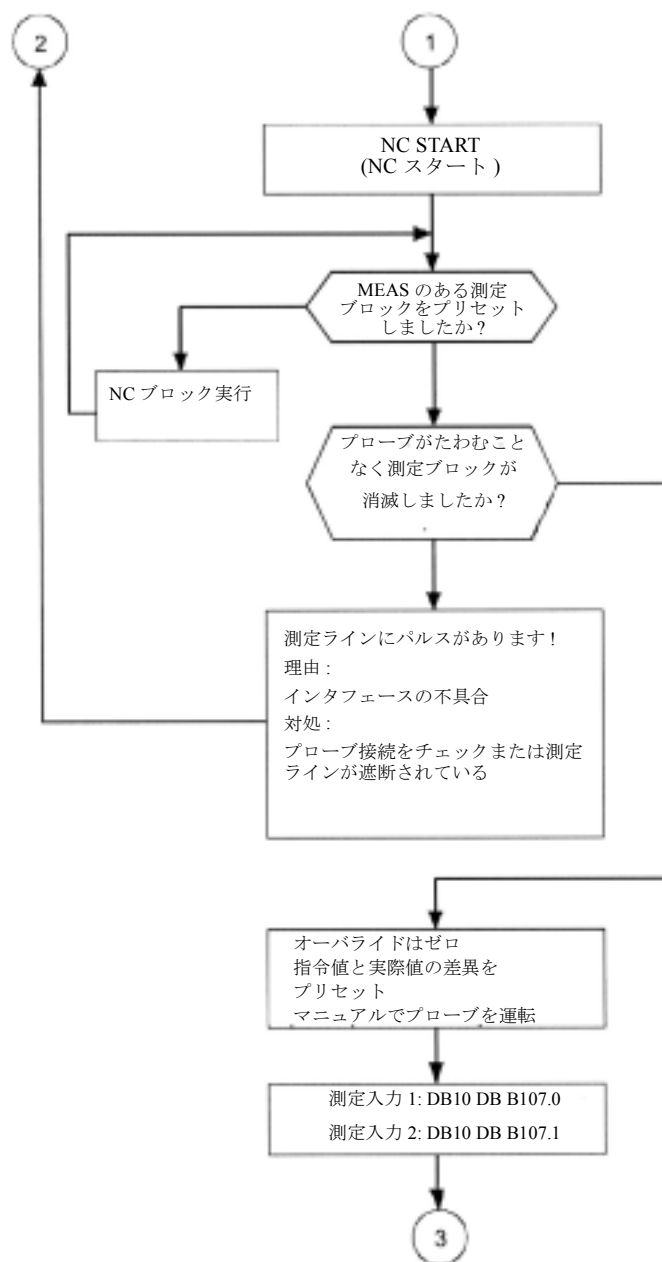 2
1
NC START
(NC スタート )
MEAS のある測定
ブロックをプリセット
しましたか ?
NC ブロック実行
プローブがたわむこと
なく測定ブロックが
消滅しましたか ?
測定ラインにパルスがあります !
理由 :
インタフェースの不具合
対処 :
プローブ接続をチェックまたは測定
ラインが遮断されている
オーバライドはゼロ
指令値と実際値の差異を
プリセット
マニュアルでプローブを運転
測定入力 1: DB10 DB B107.0
測定入力 2: DB10 DB B107.1
3